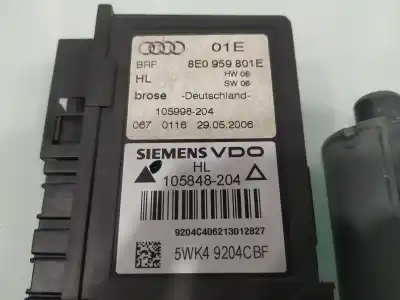 01E
BRP 8E0 959 801E
HL HW 06
SW 06
brose -Deutschland-
105998-204
067 0116 29.05.2006
SIEMENS VDO
HL
105848-204
9204C406213012827
5WK4 9204CBF